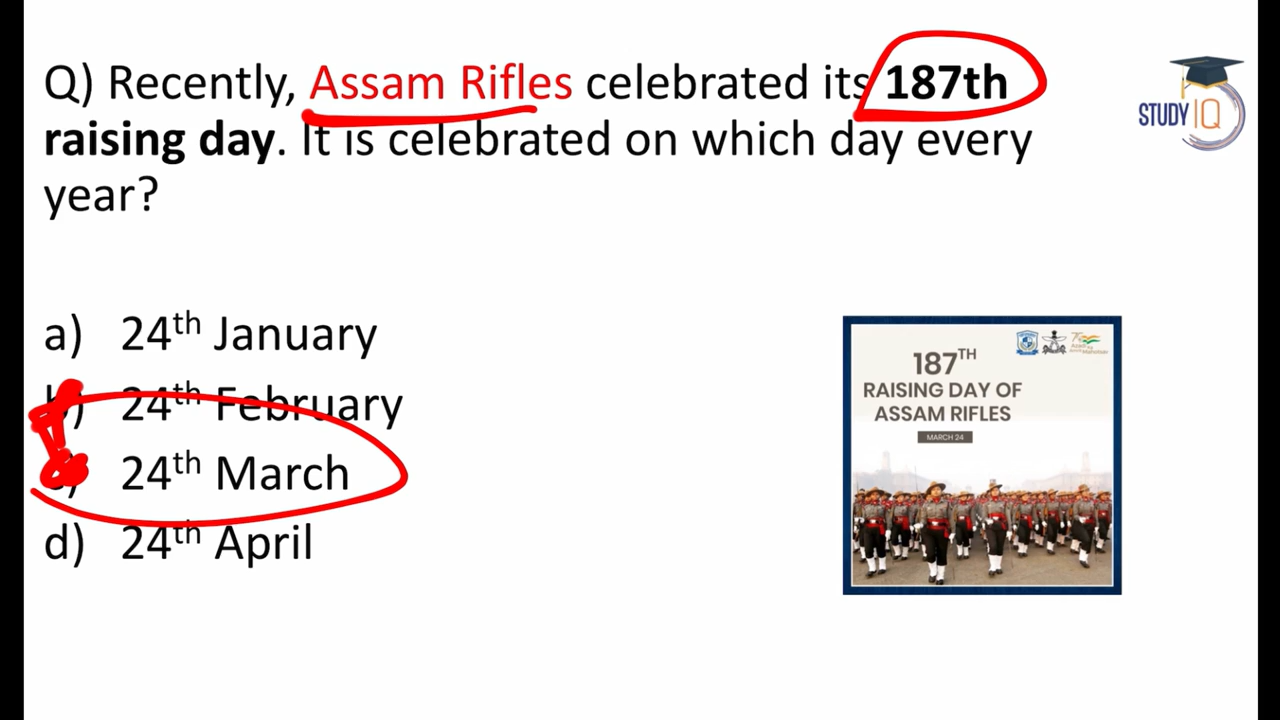 Q) Recently, Assam Rifles celebrated its 187th
raising day. It is celebrated on which day every
year?
STUDY IQ
a) 24th January
b) 24th February
c) 24th March
d) 24th April
187TH
RAISING DAY OF
ASSAM RIFLES
MARCH 24